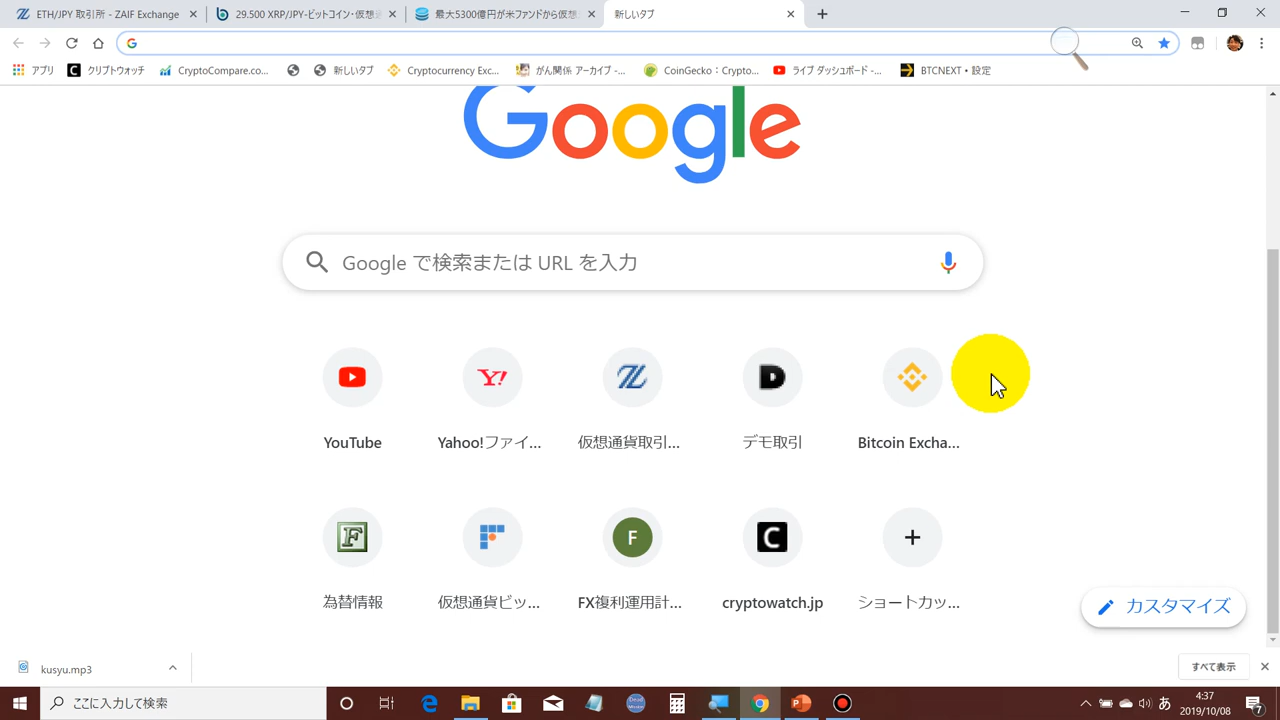 ETH/JPY 取引所 - ZAIF Exchange
29.500 XRP/JPY-ビットコイン・仮想通
最大5300億円が米ファンドから仮想
新しいタブ
アプリ
クリプトウォッチ
CryptoCompare.co...
新しいタブ
Cryptocurrency Exc...
がん関係 アーカイブ -...
CoinGecko：Crypto...
ライブ ダッシュボード -...
BTCNEXT・設定
Google
Google で検索または URL を入力
YouTube
Yahoo!ファイ...
仮想通貨取引...
デモ取引
Bitcoin Excha...
為替情報
仮想通貨ビッ...
FX複利運用計...
cryptowatch.jp
ショートカッ...
カスタマイズ
kusyu.mp3
すべて表示
ここに入力して検索
あ
4:37
2019/10/08
7